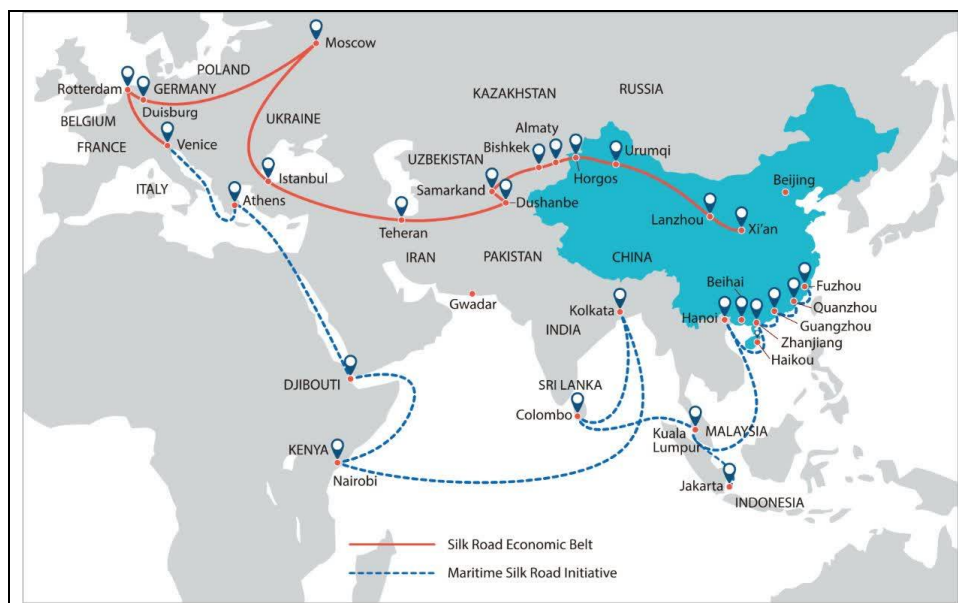 Moscow
POLAND
Rotterdam
GERMANY
Duisburg
BELGIUM
FRANCE
Venice
UKRAINE
ITALY
Istanbul
Athens
KAZAKHSTAN
RUSSIA
Almaty
Bishkek
UZBEKISTAN
Horgos
Urumqi
Samarkand
Dushanbe
Beijing
Lanzhou
Xi'an
Teheran
IRAN
PAKISTAN
CHINA
Gwadar
Kolkata
INDIA
Beihai
Hanoi
Fuzhou
Quanzhou
Guangzhou
Zhanjiang
Haikou
DJIBOUTI
SRI LANKA
Colombo
Kuala
Lumpur
MALAYSIA
KENYA
Nairobi
Jakarta
INDONESIA
Silk Road Economic Belt
Maritime Silk Road Initiative